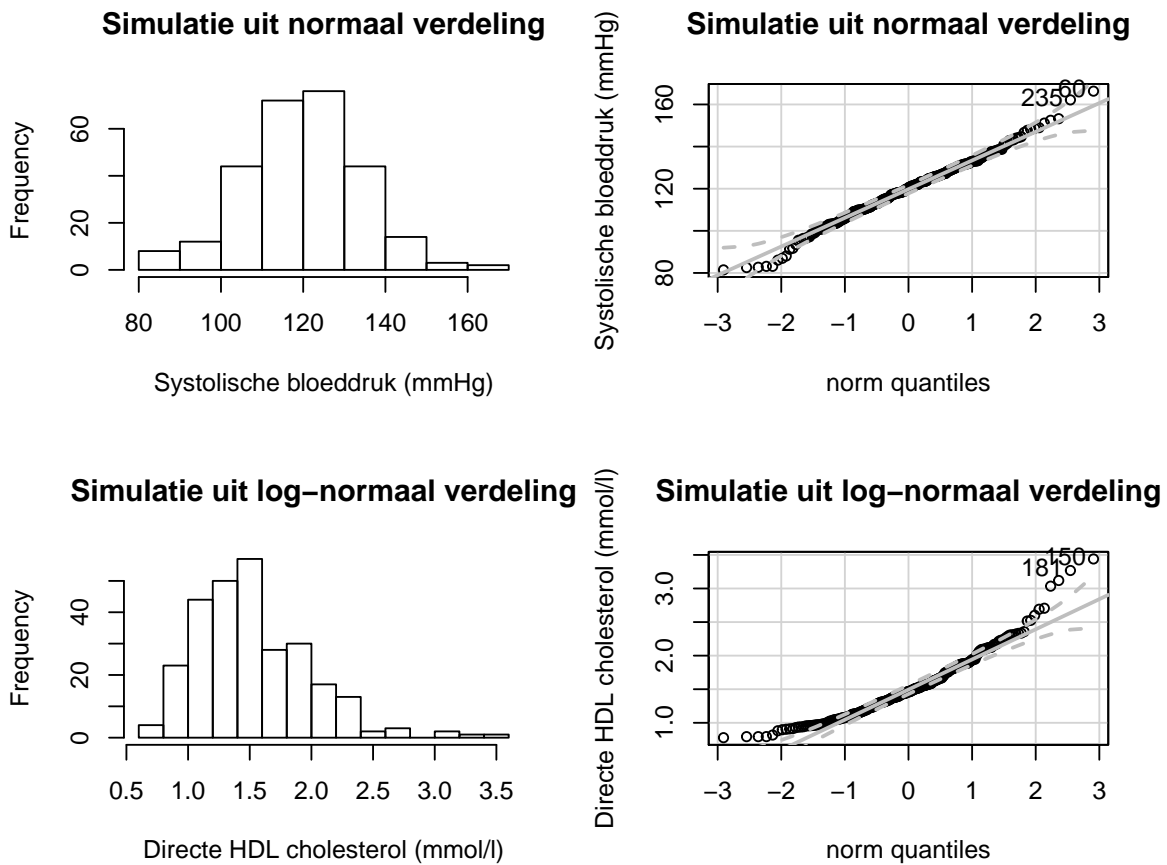 Simulatie uit normaal verdeling
Frequency
0 20 60
80 100 120 140 160
Systolische bloeddruk (mmHg)
Simulatie uit normaal verdeling
Systolische bloeddruk (mmHg)
80 120 160
235 60
−3 −2 −1 0 1 2 3
norm quantiles
Simulatie uit log−normaal verdeling
Frequency
0 20 40
0.5 1.0 1.5 2.0 2.5 3.0 3.5
Directe HDL cholesterol (mmol/l)
Simulatie uit log−normaal verdeling
Directe HDL cholesterol (mmol/l)
1.0 2.0 3.0
150
181
−3 −2 −1 0 1 2 3
norm quantiles